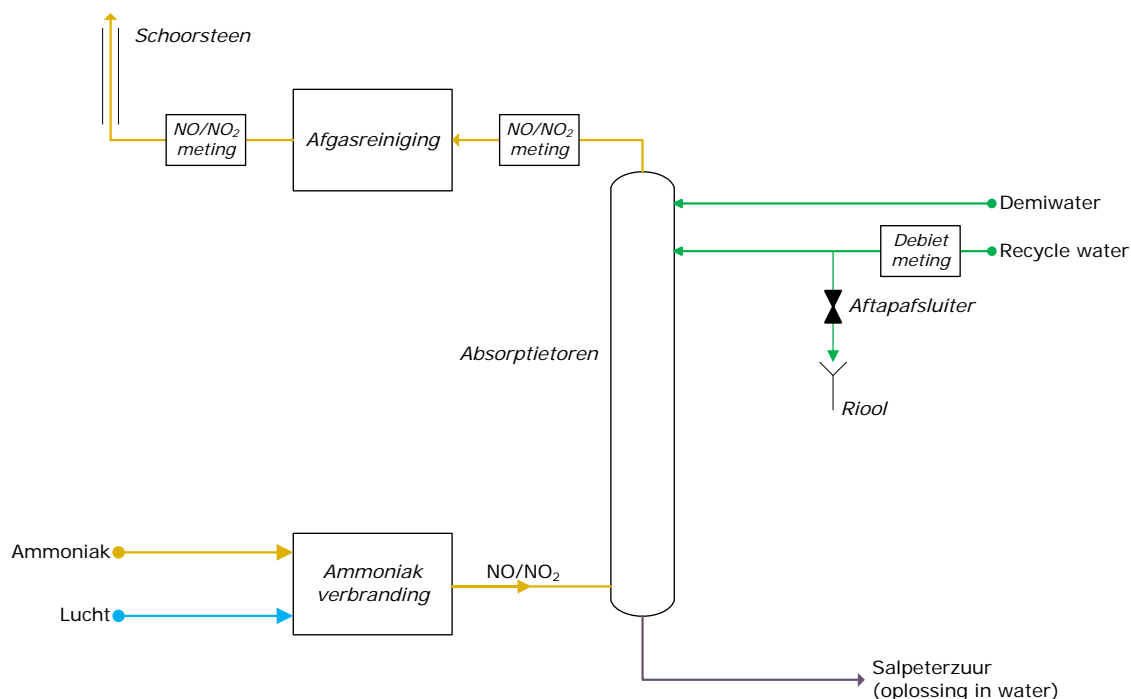 Schoorsteen
NO/NO₂
meting
Afgasreiniging
NO/NO₂
meting
Demiwater
Debiet
meting
Recycle water
Aftapafsluiter
Absorptietoren
Riool
Ammoniak
Ammoniak
verbranding
NO/NO₂
Lucht
Salpeterzuur
(oplossing in water)